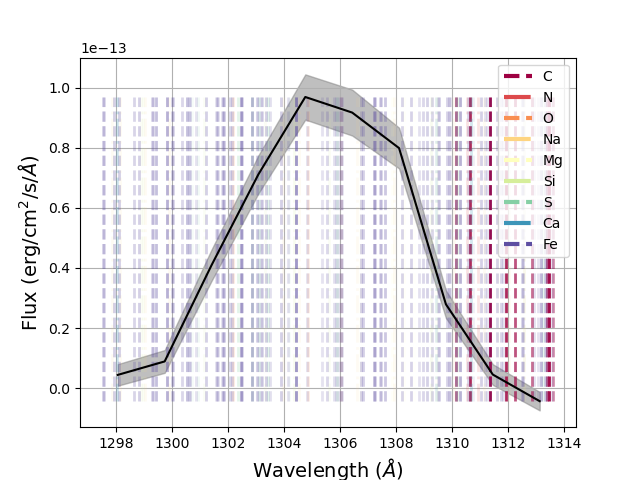 1e−13
1.0
0.8
0.6
0.4
0.2
0.0
Flux (erg/cm²/s/Å)
1298 1300 1302 1304 1306 1308 1310 1312 1314
Wavelength (Å)
C
N
O
Na
Mg
Si
S
Ca
Fe